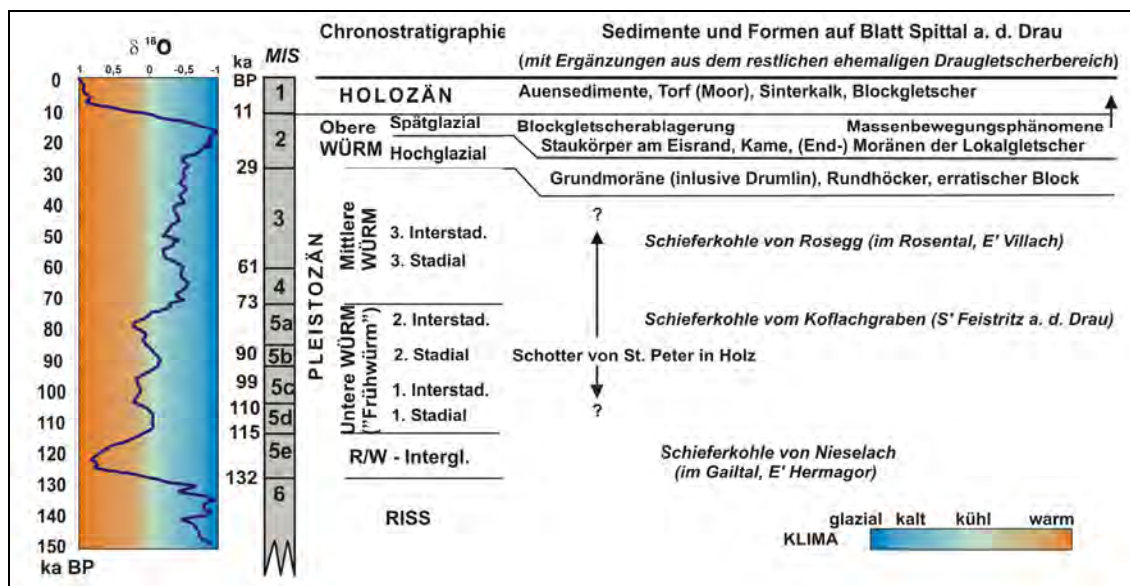 Chronostratigraphie
Sedimente und Formen auf Blatt Spittal a. d. Drau
(mit Ergänzungen aus dem restlichen ehemaligen Draugletscherbereich)
δ 18O
1 0,5 0 -0,5 -1
ka BP
MIS
0
10
20
30
40
50
60
70
80
90
100
110
120
130
140
150
ka BP
11
29
61
73
90
99
110
115
132
1
2
3
4
5a
5b
5c
5d
5e
6
PLEISTOZÄN
HOLOZÄN
Auensedimente, Torf (Moor), Sinterkalk, Blockgletscher
Obere
WÜRM
Spätglazial
Hochglazial
Blockgletscherablagerung
Massenbewegungsphänomene
Staukörper am Eisrand, Kame, (End-) Moränen der Lokalgletscher
Grundmoräne (inlusive Drumlin), Rundhöcker, erratischer Block
Mittlere
WÜRM
3. Interstad.
3. Stadial
?
Schieferkohle von Rosegg (im Rosental, E' Villach)
Untere WÜRM
("Frühwürm")
2. Interstad.
2. Stadial
1. Interstad.
1. Stadial
Schieferkohle vom Koflachgraben (S' Feistritz a. d. Drau)
Schotter von St. Peter in Holz
?
R/W - Intergl.
Schieferkohle von Nieselach
(im Gailtal, E' Hermagor)
RISS
glazial kalt kühl warm
KLIMA